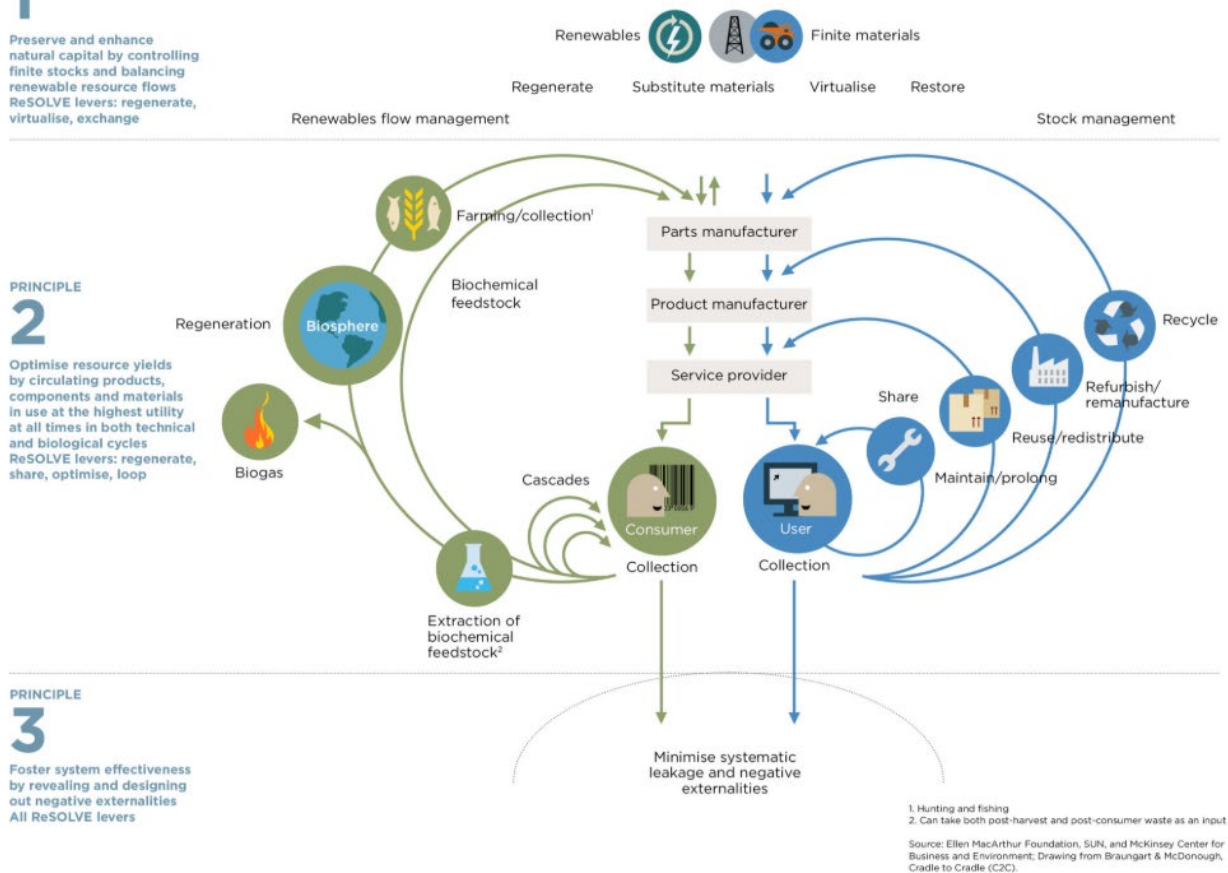 1
Preserve and enhance
natural capital by controlling
finite stocks and balancing
renewable resource flows
ReSOLVE levers: regenerate,
virtualise, exchange
Renewables
Finite materials
Regenerate
Substitute materials
Virtualise
Restore
Renewables flow management
Stock management
PRINCIPLE
2
Optimise resource yields
by circulating products,
components and materials
in use at the highest utility
at all times in both technical
and biological cycles
ReSOLVE levers: regenerate,
share, optimise, loop
Farming/collection¹
Biochemical
feedstock
Regeneration
Biosphere
Biogas
Cascades
Extraction of
biochemical
feedstock²
Parts manufacturer
Product manufacturer
Service provider
Consumer
Collection
User
Collection
Share
Maintain/prolong
Reuse/redistribute
Refurbish/
remanufacture
Recycle
PRINCIPLE
3
Foster system effectiveness
by revealing and designing
out negative externalities
All ReSOLVE levers
Minimise systematic
leakage and negative
externalities
1. Hunting and fishing
2. Can take both post-harvest and post-consumer waste as an input
Source: Ellen MacArthur Foundation, SUN, and McKinsey Center for
Business and Environment; Drawing from Braungart & McDonough,
Cradle to Cradle (C2C).